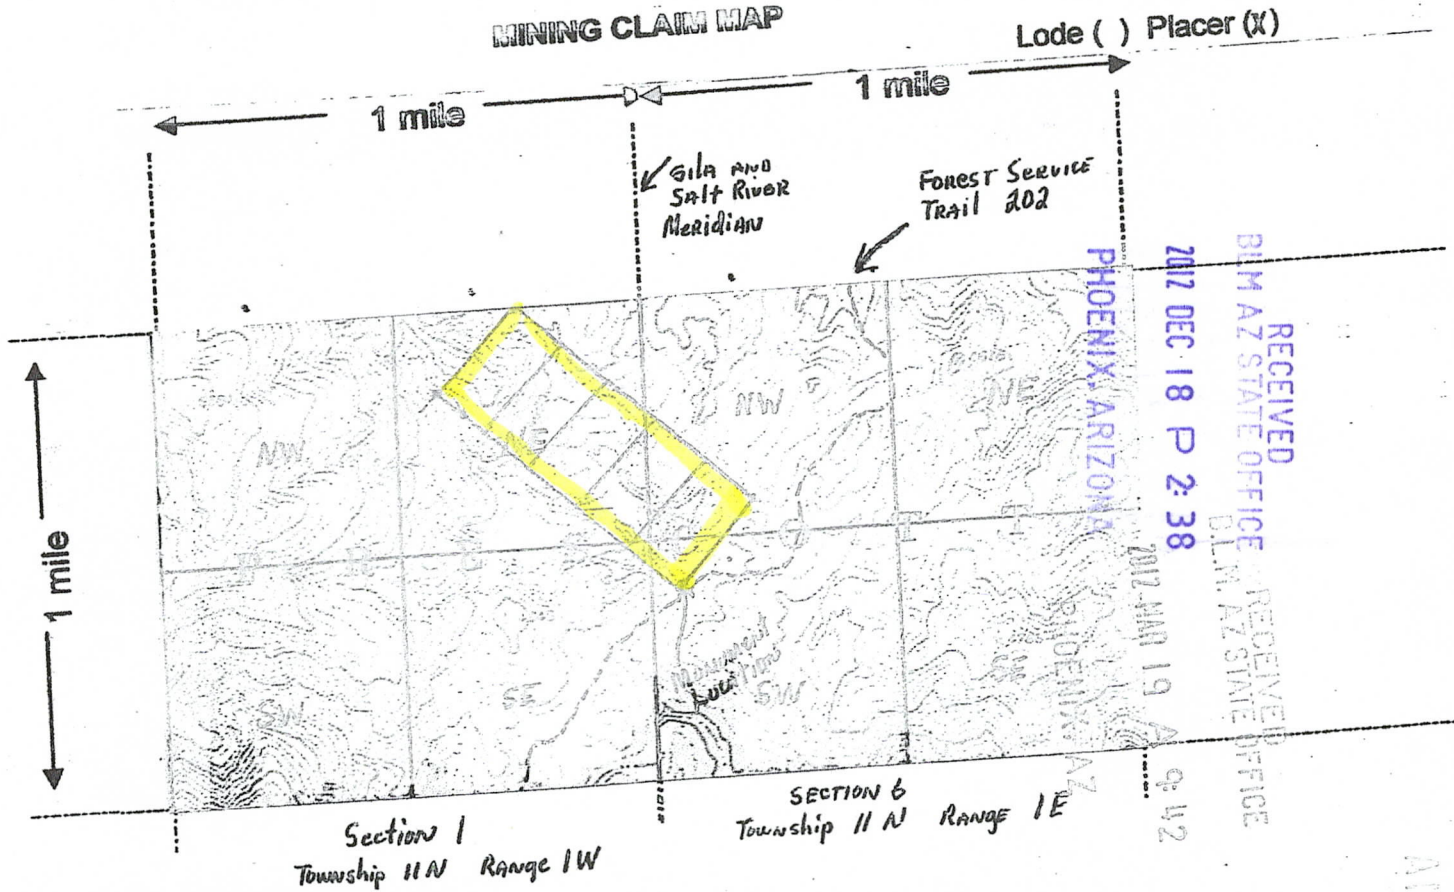 MINING CLAIM MAP
Lode ( ) Placer (X)
1 mile
1 mile
GilA AND
SAlt RiVER
MeRidiAN
FoResT SeRvice
TRAil 202
1 mile
NW
NW
NE
SE
SW
Monument
Location
SW
SE
Section 1
Township 11N Range 1W
SECTION 6
Township 11 N RANGE 1E
RECEIVED
BLM AZ STATE OFFICE
2012 DEC 18 P 2:38
PHOENIX, ARIZONA
RECEIVED
B.L.M. AZ STATE OFFICE
2012 MAR 19 A 9:42
PHOENIX, AZ